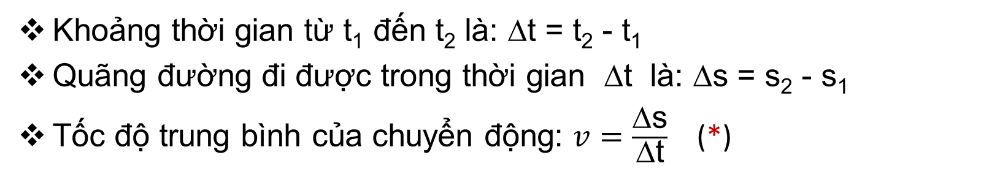 ❖ Khoảng thời gian từ t₁ đến t₂ là: Δt = t₂ - t₁
❖ Quãng đường đi được trong thời gian Δt là: Δs = s₂ - s₁
❖ Tốc độ trung bình của chuyển động: v = Δs/Δt (*)